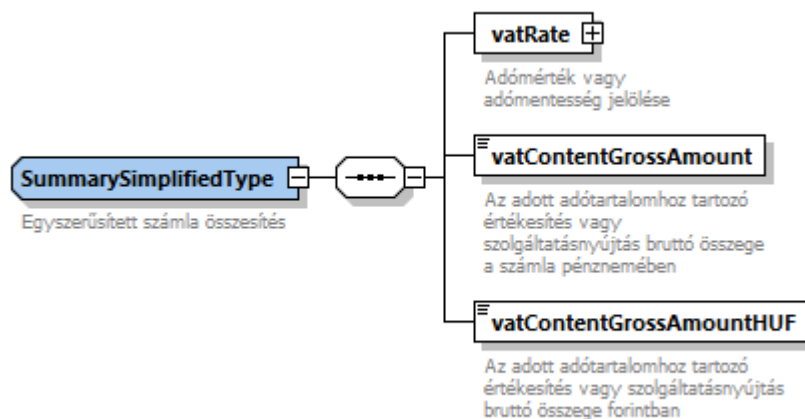 vatRate
Adómérték vagy
adómentesség jelölése
SummarySimplifiedType
Egyszerűsített számla összesítés
vatContentGrossAmount
Az adott adótartalomhoz tartozó
értékesítés vagy
szolgáltatásnyújtás bruttó összege
a számla pénznemében
vatContentGrossAmountHUF
Az adott adótartalomhoz tartozó
értékesítés vagy szolgáltatásnyújtás
bruttó összege forintban